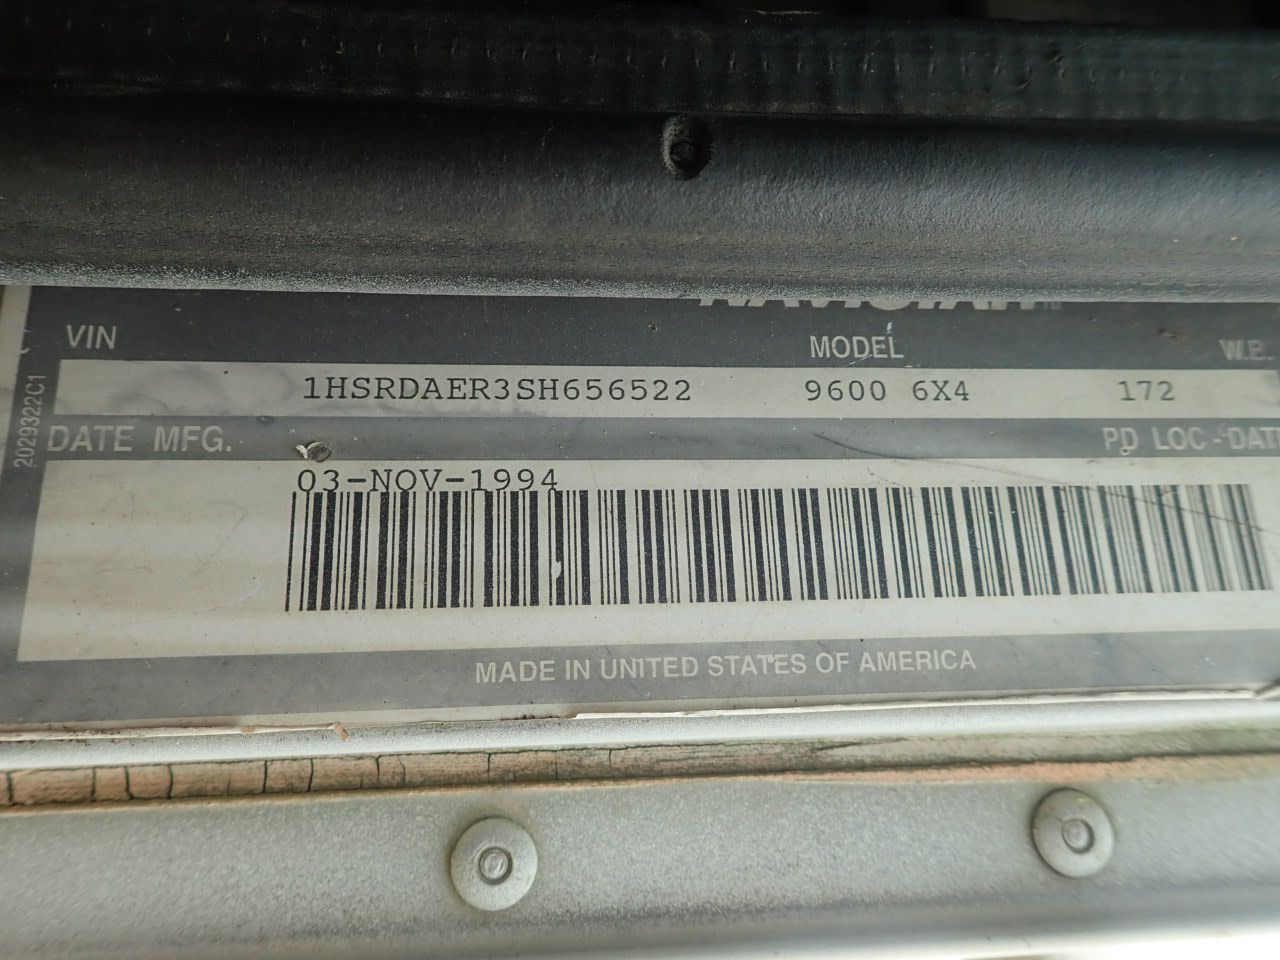 NAVISTAR
VIN MODEL W.B.
1HSRDAER3SH656522 9600 6X4 172
2029322C1
DATE MFG. PD LOC-DATE
03-NOV-1994
MADE IN UNITED STATES OF AMERICA